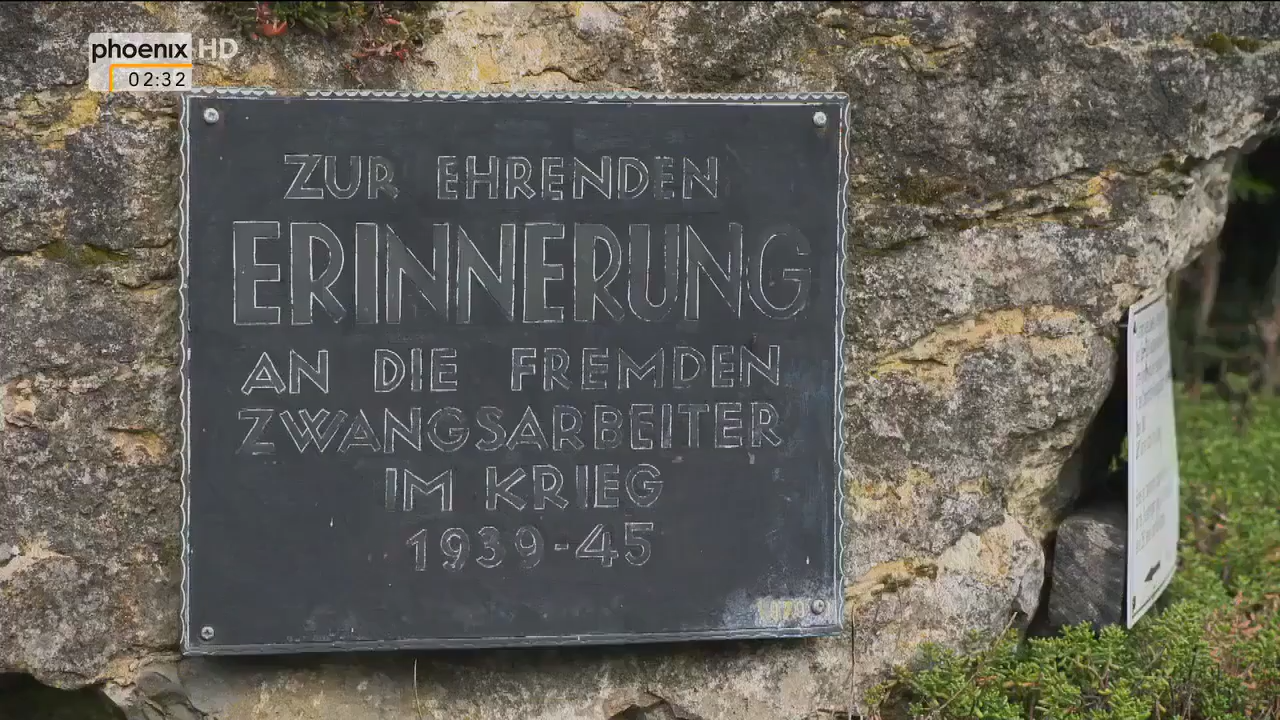 phoenix HD
02:32
ZUR EHRENDEN
ERINNERUNG
AN DIE FREMDEN
ZWANGSARBEITER
IM KRIEG
1939-45